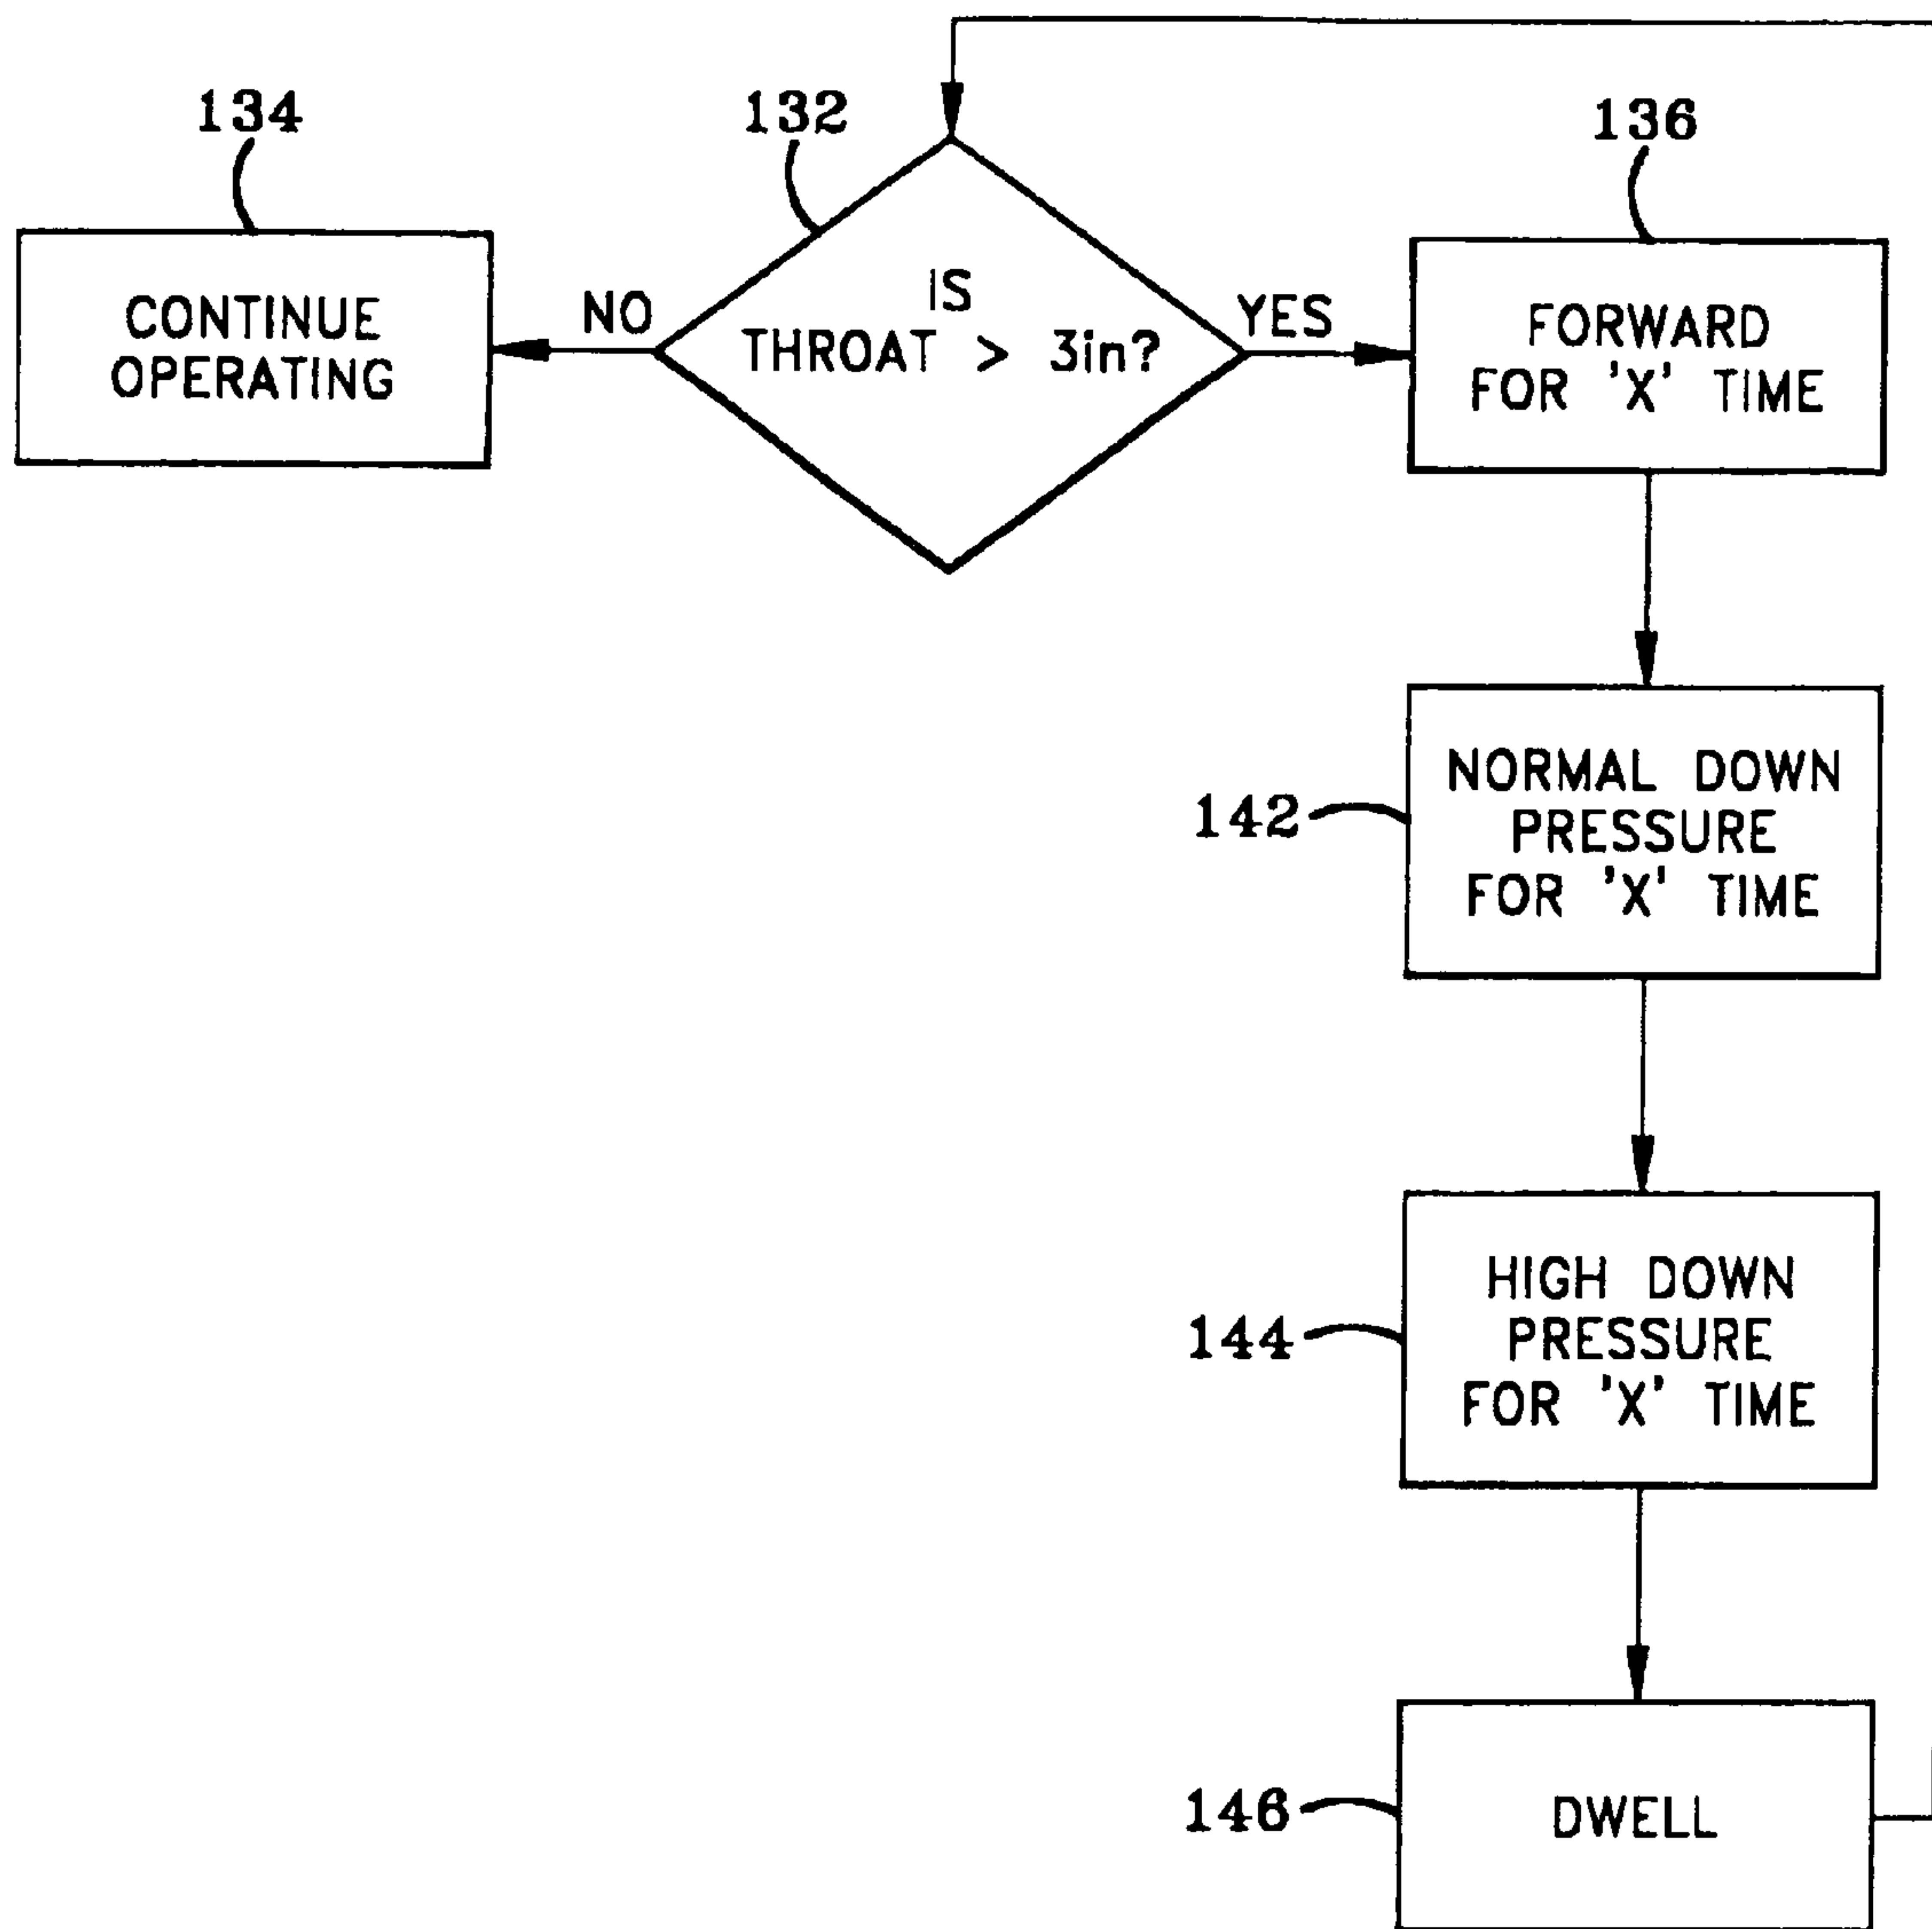 134
132
136
CONTINUE
OPERATING
NO
IS
THROAT > 3in?
YES
FORWARD
FOR 'X' TIME
142
NORMAL DOWN
PRESSURE
FOR 'X' TIME
144
HIGH DOWN
PRESSURE
FOR 'X' TIME
146
DWELL